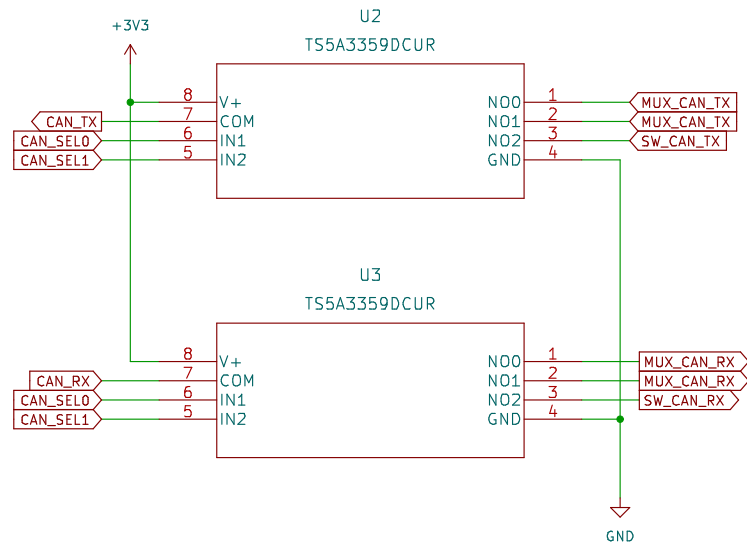 U2
+3V3
TS5A3359DCUR
8 V+ NO0 1 MUX_CAN_TX
CAN_TX 7 COM NO1 2 MUX_CAN_TX
CAN_SEL0 6 IN1 NO2 3 SW_CAN_TX
CAN_SEL1 5 IN2 GND 4
U3
TS5A3359DCUR
8 V+ NO0 1 MUX_CAN_RX
CAN_RX 7 COM NO1 2 MUX_CAN_RX
CAN_SEL0 6 IN1 NO2 3 SW_CAN_RX
CAN_SEL1 5 IN2 GND 4
GND